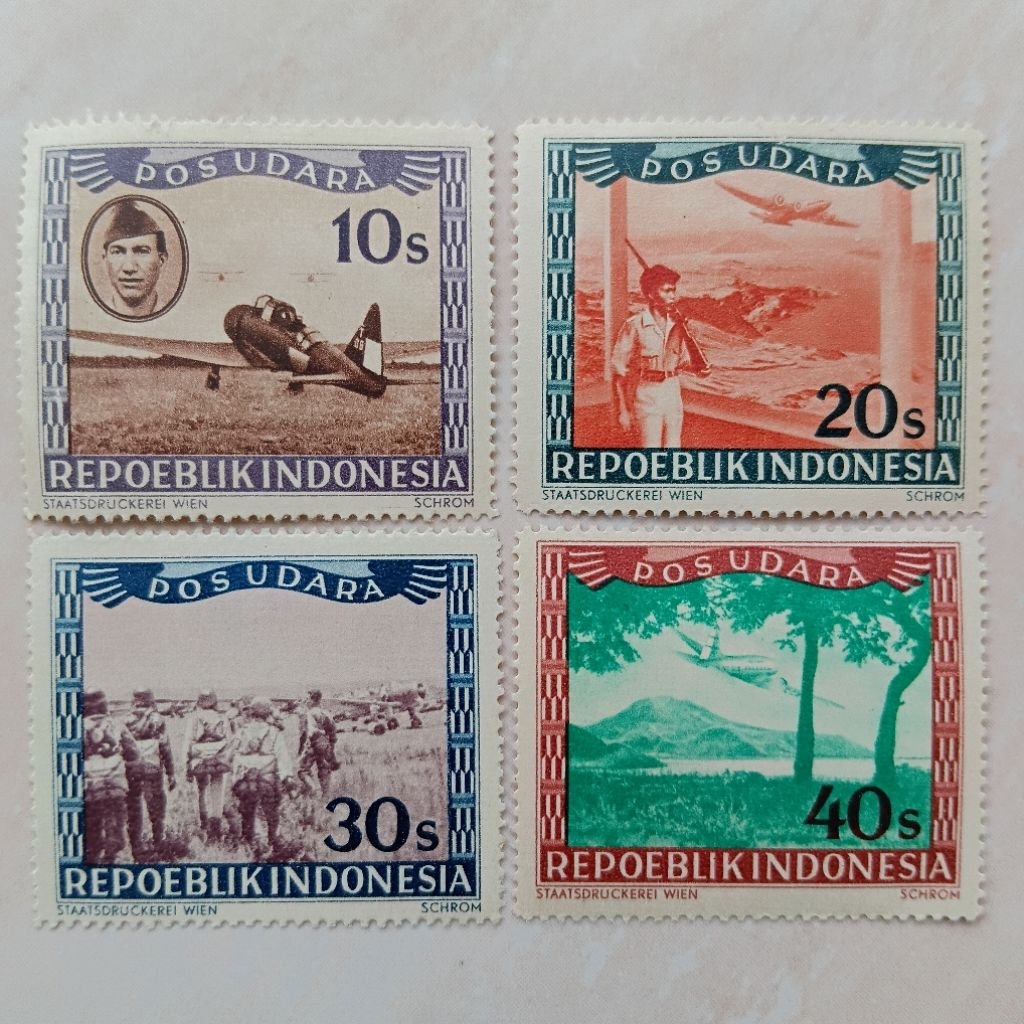 POS UDARA
10s
REPOEBLIK INDONESIA
STAATSDRUCKEREI WIEN SCHROM
POS UDARA
20s
REPOEBLIK INDONESIA
STAATSDRUCKEREI WIEN SCHROM
POS UDARA
30s
REPOEBLIK INDONESIA
STAATSDRUCKEREI WIEN SCHROM
POS UDARA
40s
REPOEBLIK INDONESIA
STAATSDRUCKEREI WIEN SCHROM